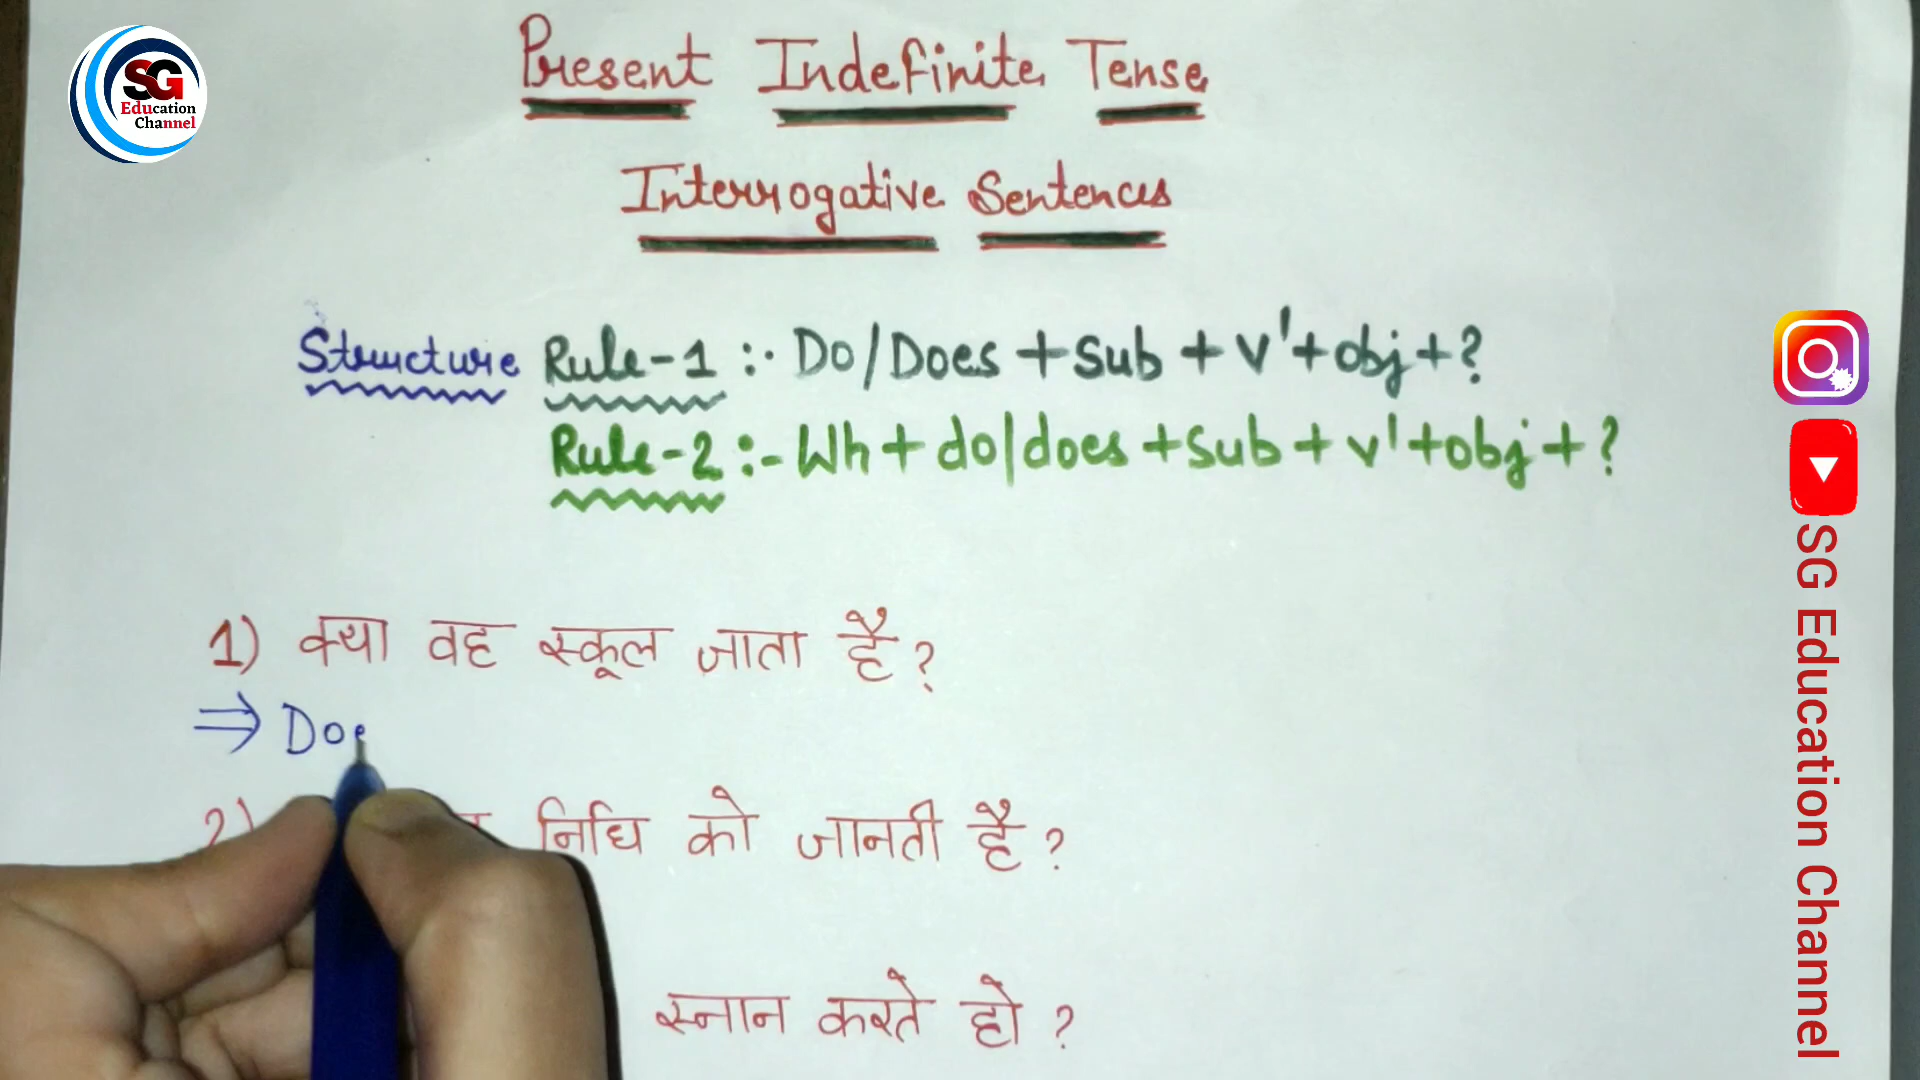 SG
Education
Channel
Present Indefinite Tense
Interrogative Sentences
Structure Rule-1 :- Do/Does + Sub + V¹ + obj + ?
Rule-2 :- Wh + do/does + Sub + V¹ + obj + ?
1) क्या वह स्कूल जाता है ?
⇒ Doe
2) निधि को जानती है ?
स्नान करते हो ?
SG Education Channel